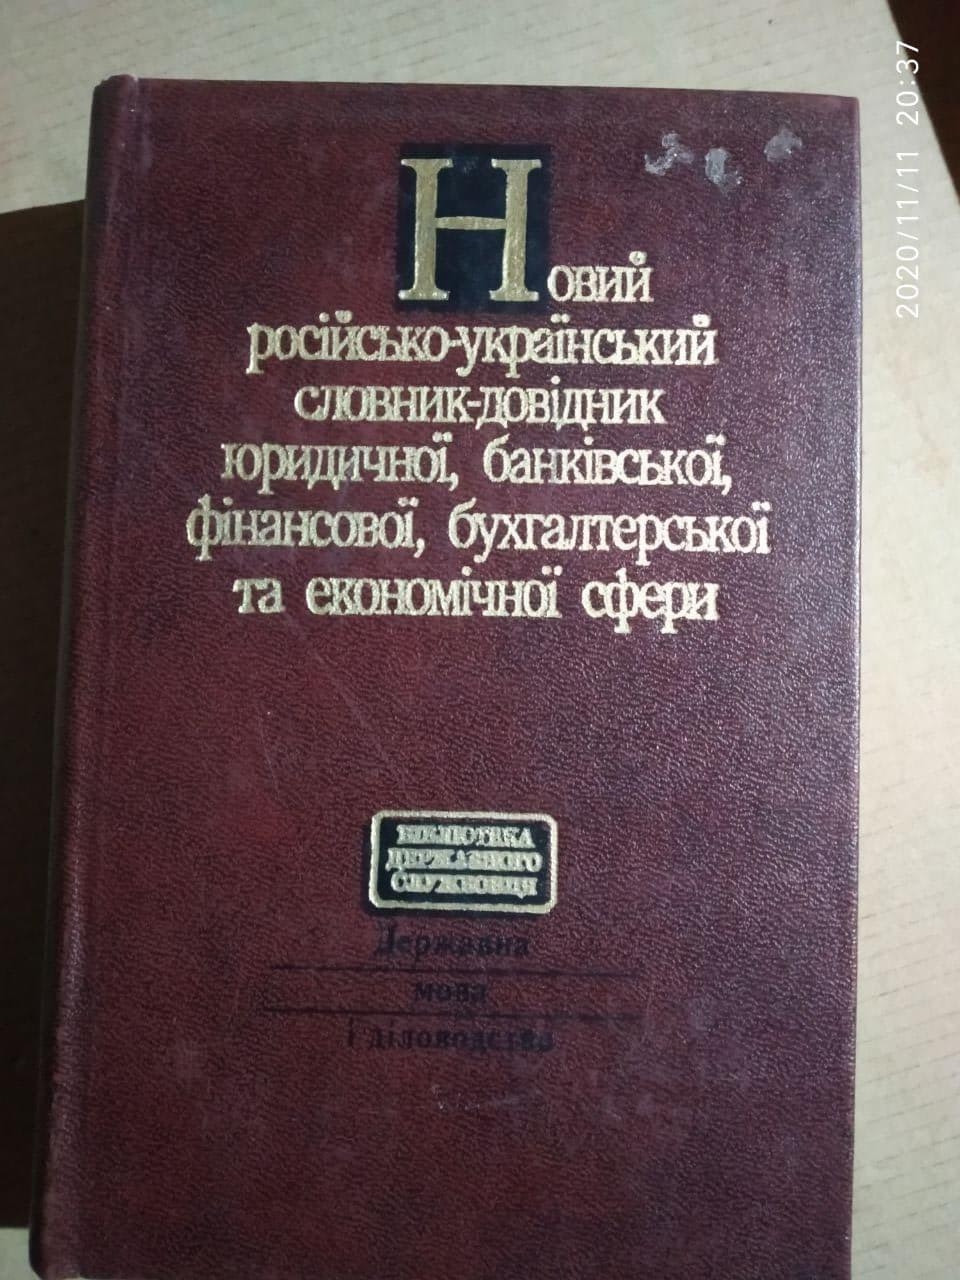 Новий
російсько-український
словник-довідник
юридичної, банківської,
фінансової, бухгалтерської
та економічної сфери
БІБЛІОТЕКА
ДЕРЖАВНОГО
СЛУЖБОВЦЯ
Державна
мова
і діловодство
2020/11/11 20:37